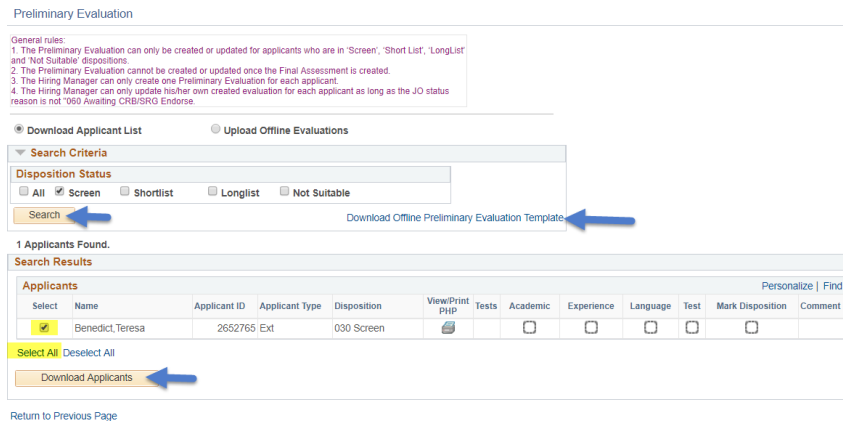 Preliminary Evaluation
General rules:
1. The Preliminary Evaluation can only be created or updated for applicants who are in 'Screen', 'Short List', 'LongList'
and 'Not Suitable' dispositions.
2. The Preliminary Evaluation cannot be created or updated once the Final Assessment is created.
3. The Hiring Manager can only create one Preliminary Evaluation for each applicant.
4. The Hiring Manager can only update his/her own created evaluation for each applicant as long as the JO status
reason is not "060 Awaiting CRB/SRG Endorse.
Download Applicant List Upload Offline Evaluations
Search Criteria
Disposition Status
All Screen Shortlist Longlist Not Suitable
Search Download Offline Preliminary Evaluation Template
1 Applicants Found.
Search Results
Applicants Personalize | Find
Select Name Applicant ID Applicant Type Disposition View/Print PHP Tests Academic Experience Language Test Mark Disposition Comment
Benedict,Teresa 2652765 Ext 030 Screen
Select All Deselect All
Download Applicants
Return to Previous Page